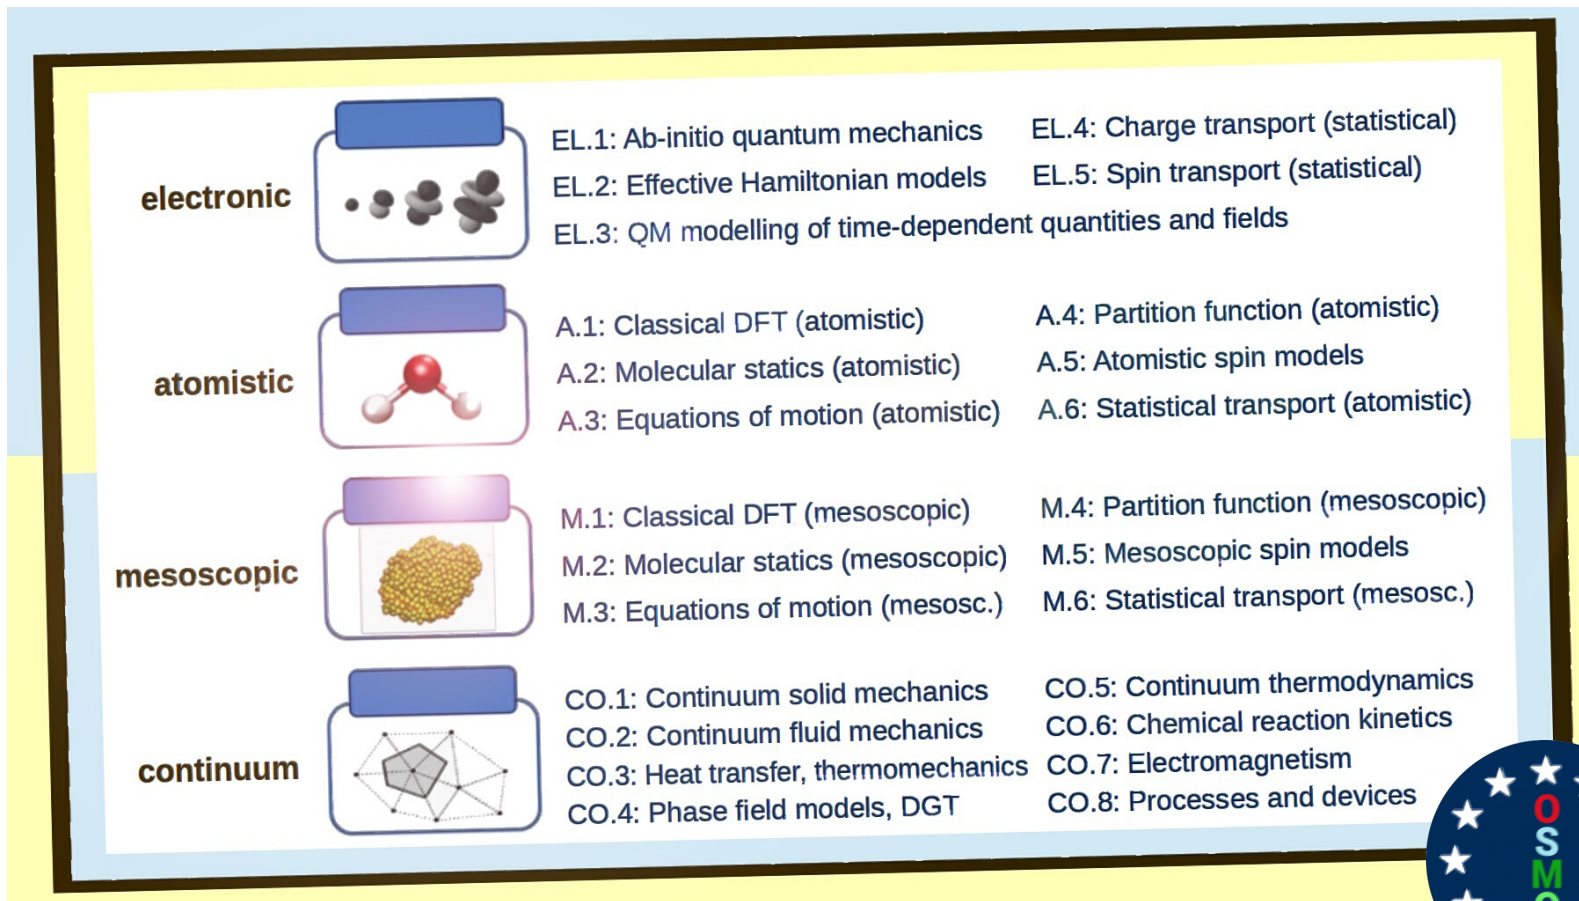 electronic
EL.1: Ab-initio quantum mechanics
EL.2: Effective Hamiltonian models
EL.3: QM modelling of time-dependent quantities and fields
EL.4: Charge transport (statistical)
EL.5: Spin transport (statistical)
atomistic
A.1: Classical DFT (atomistic)
A.2: Molecular statics (atomistic)
A.3: Equations of motion (atomistic)
A.4: Partition function (atomistic)
A.5: Atomistic spin models
A.6: Statistical transport (atomistic)
mesoscopic
M.1: Classical DFT (mesoscopic)
M.2: Molecular statics (mesoscopic)
M.3: Equations of motion (mesosc.)
M.4: Partition function (mesoscopic)
M.5: Mesoscopic spin models
M.6: Statistical transport (mesosc.)
continuum
CO.1: Continuum solid mechanics
CO.2: Continuum fluid mechanics
CO.3: Heat transfer, thermomechanics
CO.4: Phase field models, DGT
CO.5: Continuum thermodynamics
CO.6: Chemical reaction kinetics
CO.7: Electromagnetism
CO.8: Processes and devices
OSM